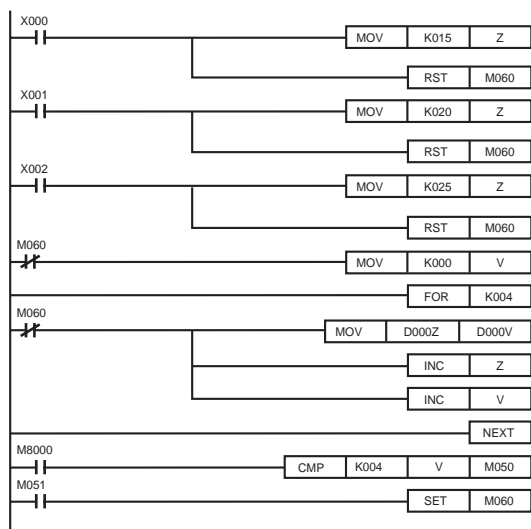 X000
MOV K015 Z
RST M060
X001
MOV K020 Z
RST M060
X002
MOV K025 Z
RST M060
M060
MOV K000 V
FOR K004
M060
MOV D000Z D000V
INC Z
INC V
NEXT
M8000
CMP K004 V M050
M051
SET M060